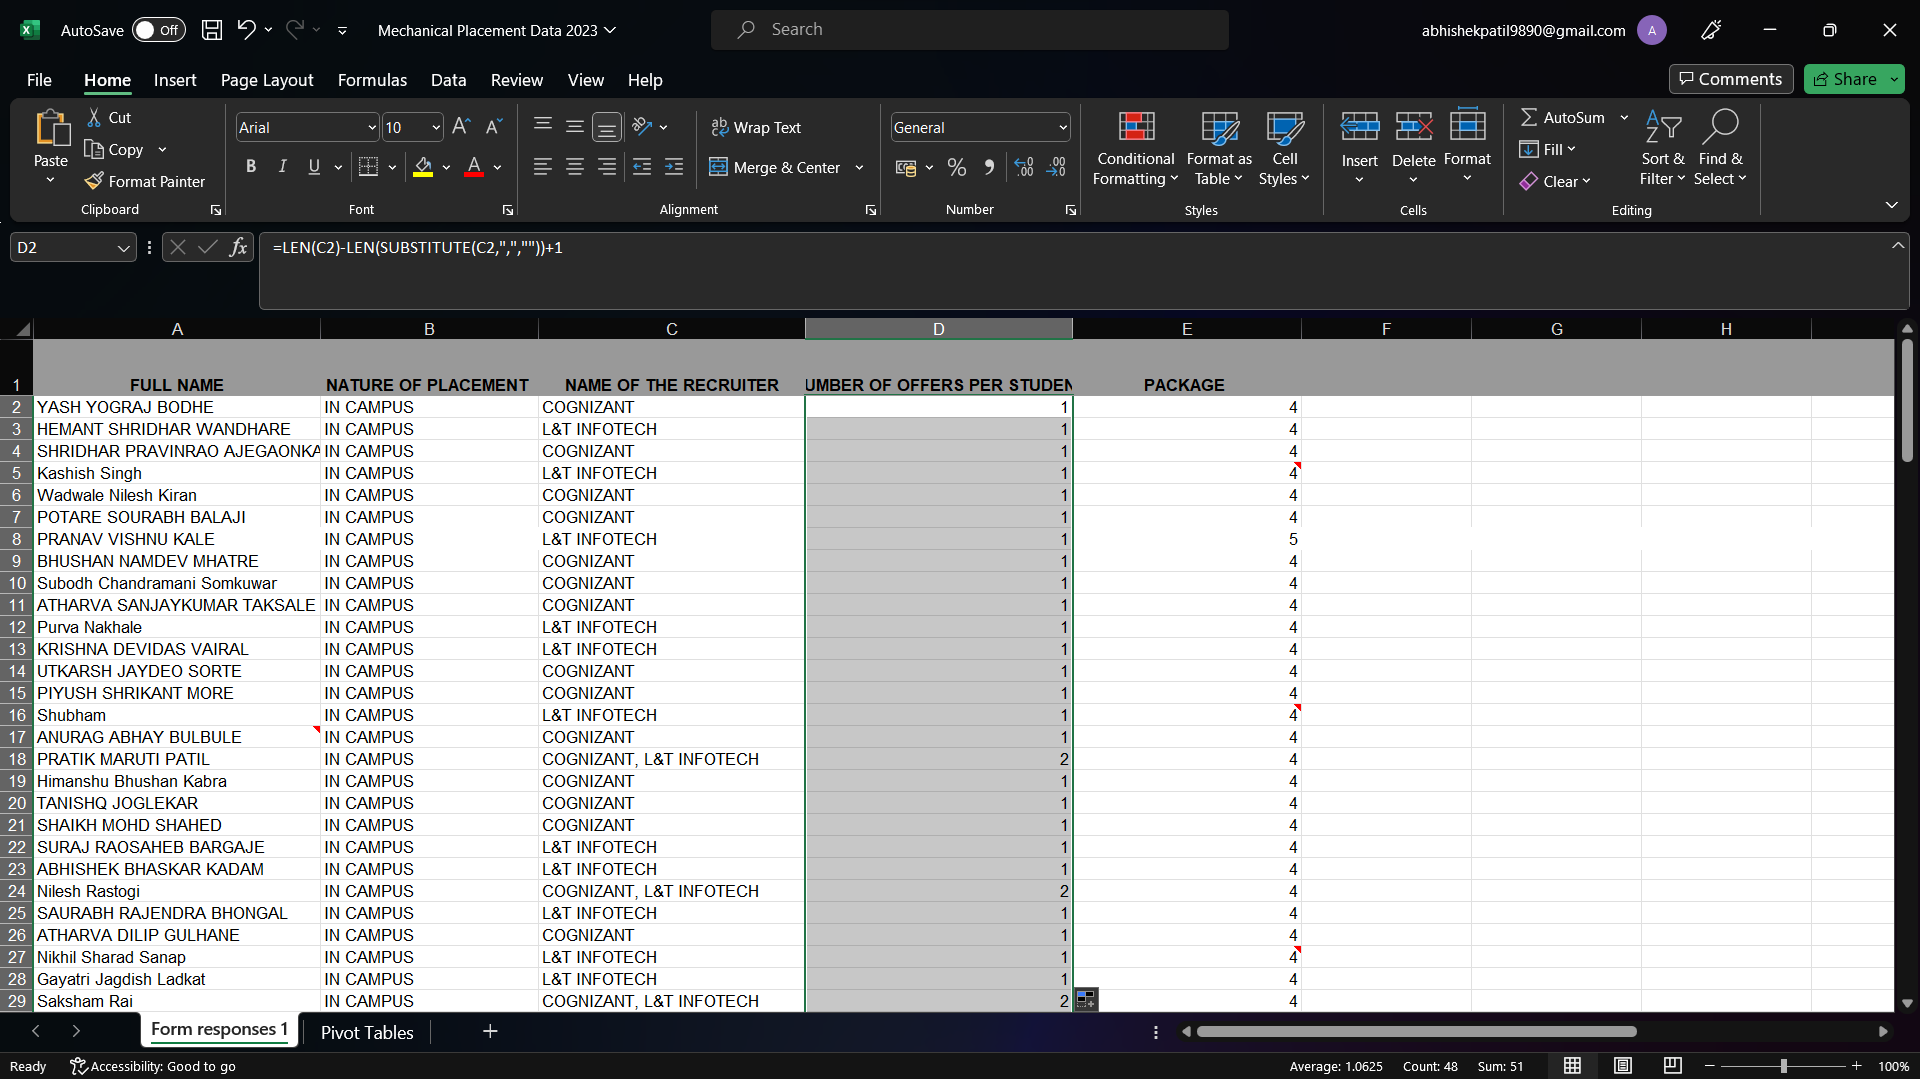 AutoSave Off Mechanical Placement Data 2023 Search abhishekpatil9890@gmail.com A
File Home Insert Page Layout Formulas Data Review View Help Comments Share
Paste Cut Copy Format Painter Clipboard
Arial 10 B I U A Font
Wrap Text Merge & Center Alignment
General % Number
Conditional Formatting Format as Table Cell Styles Styles
Insert Delete Format Cells
AutoSum Fill Clear Sort & Filter Find & Select Editing
D2 fx =LEN(C2)-LEN(SUBSTITUTE(C2,",",""))+1
A B C D E F G H
1 FULL NAME NATURE OF PLACEMENT NAME OF THE RECRUITER UMBER OF OFFERS PER STUDEN PACKAGE
2 YASH YOGRAJ BODHE IN CAMPUS COGNIZANT 1 4
3 HEMANT SHRIDHAR WANDHARE IN CAMPUS L&T INFOTECH 1 4
4 SHRIDHAR PRAVINRAO AJEGAONKA IN CAMPUS COGNIZANT 1 4
5 Kashish Singh IN CAMPUS L&T INFOTECH 1 4
6 Wadwale Nilesh Kiran IN CAMPUS COGNIZANT 1 4
7 POTARE SOURABH BALAJI IN CAMPUS COGNIZANT 1 4
8 PRANAV VISHNU KALE IN CAMPUS L&T INFOTECH 1 5
9 BHUSHAN NAMDEV MHATRE IN CAMPUS COGNIZANT 1 4
10 Subodh Chandramani Somkuwar IN CAMPUS COGNIZANT 1 4
11 ATHARVA SANJAYKUMAR TAKSALE IN CAMPUS COGNIZANT 1 4
12 Purva Nakhale IN CAMPUS L&T INFOTECH 1 4
13 KRISHNA DEVIDAS VAIRAL IN CAMPUS L&T INFOTECH 1 4
14 UTKARSH JAYDEO SORTE IN CAMPUS COGNIZANT 1 4
15 PIYUSH SHRIKANT MORE IN CAMPUS COGNIZANT 1 4
16 Shubham IN CAMPUS L&T INFOTECH 1 4
17 ANURAG ABHAY BULBULE IN CAMPUS COGNIZANT 1 4
18 PRATIK MARUTI PATIL IN CAMPUS COGNIZANT, L&T INFOTECH 2 4
19 Himanshu Bhushan Kabra IN CAMPUS COGNIZANT 1 4
20 TANISHQ JOGLEKAR IN CAMPUS COGNIZANT 1 4
21 SHAIKH MOHD SHAHED IN CAMPUS COGNIZANT 1 4
22 SURAJ RAOSAHEB BARGAJE IN CAMPUS L&T INFOTECH 1 4
23 ABHISHEK BHASKAR KADAM IN CAMPUS L&T INFOTECH 1 4
24 Nilesh Rastogi IN CAMPUS COGNIZANT, L&T INFOTECH 2 4
25 SAURABH RAJENDRA BHONGAL IN CAMPUS L&T INFOTECH 1 4
26 ATHARVA DILIP GULHANE IN CAMPUS COGNIZANT 1 4
27 Nikhil Sharad Sanap IN CAMPUS L&T INFOTECH 1 4
28 Gayatri Jagdish Ladkat IN CAMPUS L&T INFOTECH 1 4
29 Saksham Rai IN CAMPUS COGNIZANT, L&T INFOTECH 2 4
Form responses 1 Pivot Tables
Ready Accessibility: Good to go Average: 1.0625 Count: 48 Sum: 51 100%